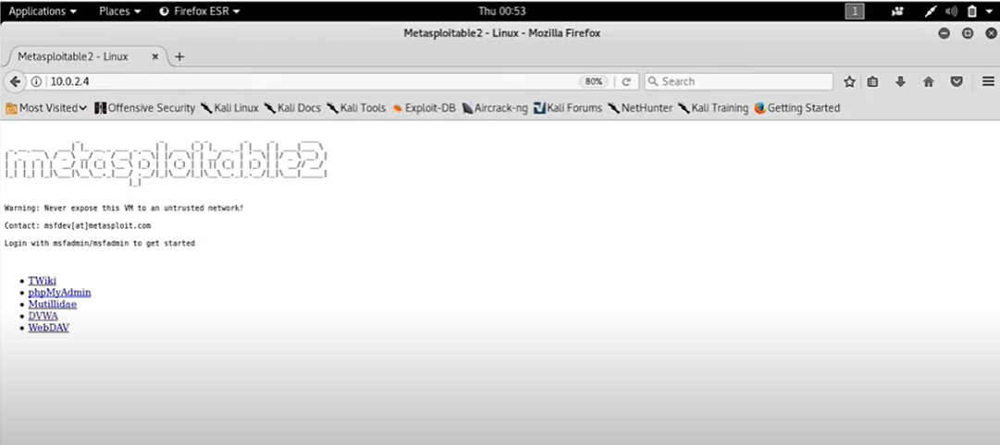 Applications Places Firefox ESR Thu 00:53 1
Metasploitable2 - Linux - Mozilla Firefox
Metasploitable2 - Linux × +
10.0.2.4 80% Search
Most Visited Offensive Security Kali Linux Kali Docs Kali Tools Exploit-DB Aircrack-ng Kali Forums NetHunter Kali Training Getting Started
metasploitable2
Warning: Never expose this VM to an untrusted network!
Contact: msfdev[at]metasploit.com
Login with msfadmin/msfadmin to get started
• TWiki
• phpMyAdmin
• Mutillidae
• DVWA
• WebDAV